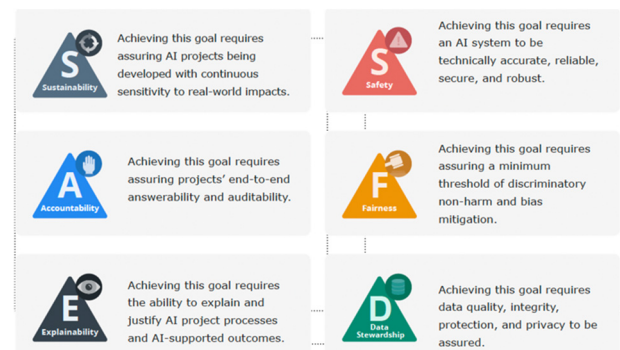 S
Sustainability
Achieving this goal requires
assuring AI projects being
developed with continuous
sensitivity to real-world impacts.
S
Safety
Achieving this goal requires
an AI system to be
technically accurate, reliable,
secure, and robust.
A
Accountability
Achieving this goal requires
assuring projects' end-to-end
answerability and auditability.
F
Fairness
Achieving this goal requires
assuring a minimum
threshold of discriminatory
non-harm and bias
mitigation.
E
Explainability
Achieving this goal requires
the ability to explain and
justify AI project processes
and AI-supported outcomes.
D
Data
Stewardship
Achieving this goal requires
data quality, integrity,
protection, and privacy to be
assured.